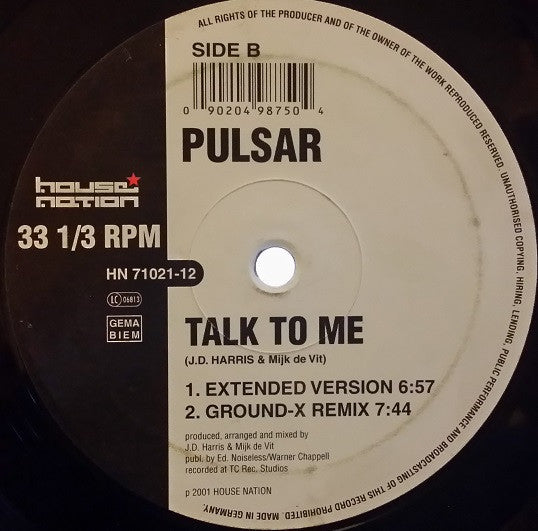 ALL RIGHTS OF THE PRODUCER AND OF THE OWNER OF THE WORK REPRODUCED RESERVED. UNAUTHORISED COPYING, HIRING, LENDING, PUBLIC PERFORMANCE AND BROADCASTING OF THIS RECORD PROHIBITED. MADE IN GERMANY.
SIDE B
0 90204 98750 4
PULSAR
house nation
33 1/3 RPM
HN 71021-12
LC 06813
GEMA
BIEM
TALK TO ME
(J.D. HARRIS & Mijk de Vit)
1. EXTENDED VERSION 6:57
2. GROUND-X REMIX 7:44
produced, arranged and mixed by
J.D. Harris & Mijk de Vit
publ. by Ed. Noiseless/Warner Chappell
recorded at TC Rec. Studios
p 2001 HOUSE NATION